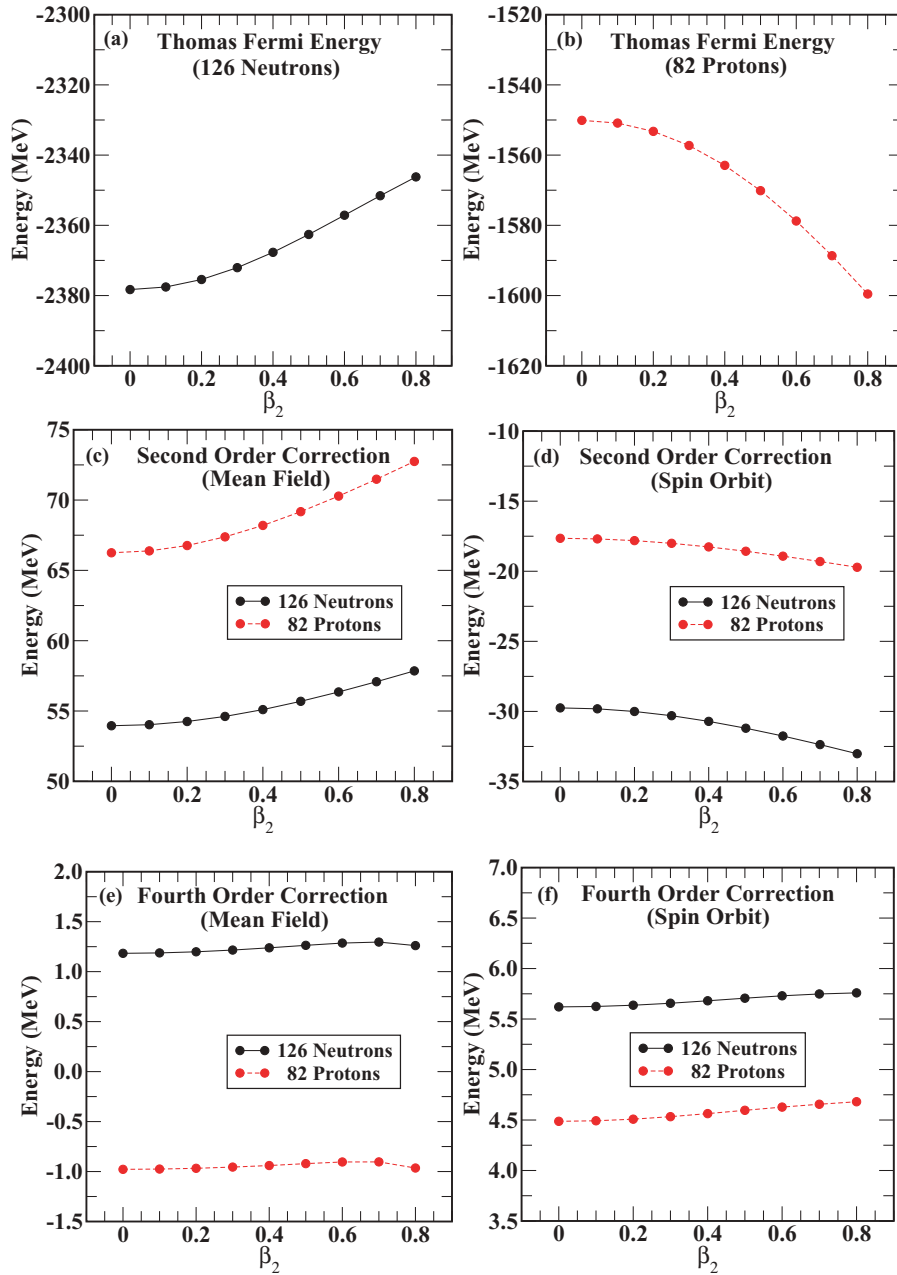 (a) Thomas Fermi Energy
(126 Neutrons)
Energy (MeV)
-2300
-2320
-2340
-2360
-2380
-2400
0 0.2 0.4 0.6 0.8
β2
(b) Thomas Fermi Energy
(82 Protons)
Energy (MeV)
-1520
-1540
-1560
-1580
-1600
-1620
0 0.2 0.4 0.6 0.8
β2
(c) Second Order Correction
(Mean Field)
Energy (MeV)
75
70
65
60
55
50
126 Neutrons
82 Protons
0 0.2 0.4 0.6 0.8
β2
(d) Second Order Correction
(Spin Orbit)
Energy (MeV)
-10
-15
-20
-25
-30
-35
126 Neutrons
82 Protons
0 0.2 0.4 0.6 0.8
β2
(e) Fourth Order Correction
(Mean Field)
Energy (MeV)
2.0
1.5
1.0
0.5
0.0
-0.5
-1.0
-1.5
126 Neutrons
82 Protons
0 0.2 0.4 0.6 0.8
β2
(f) Fourth Order Correction
(Spin Orbit)
Energy (MeV)
7.0
6.5
6.0
5.5
5.0
4.5
4.0
3.5
126 Neutrons
82 Protons
0 0.2 0.4 0.6 0.8
β2